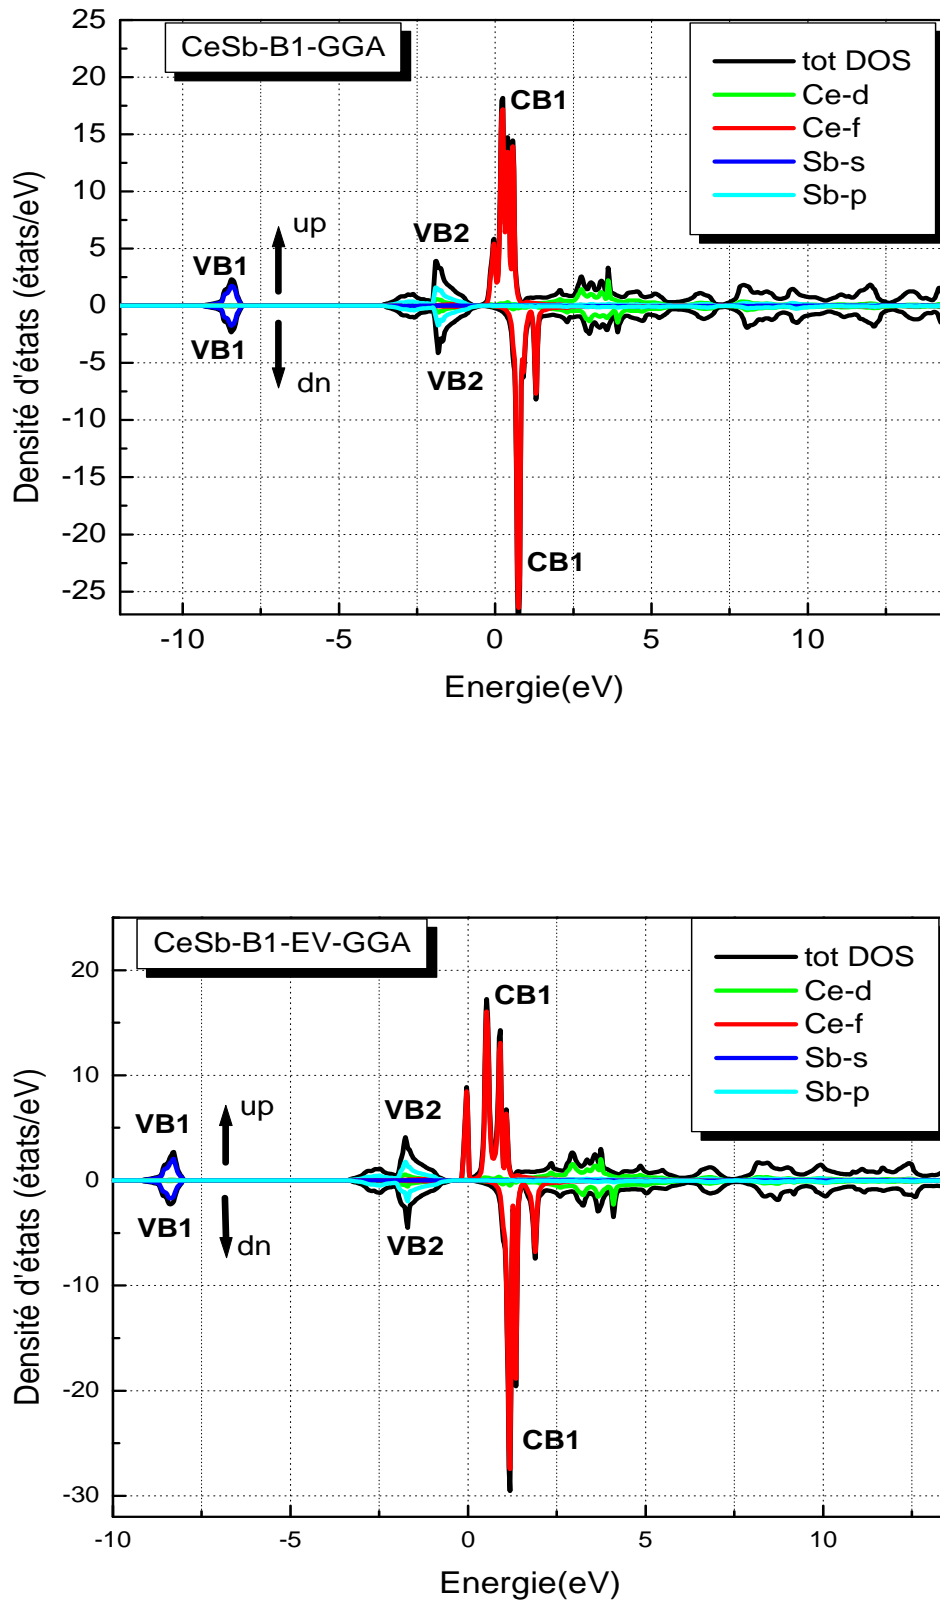 CeSb-B1-GGA
tot DOS
Ce-d
Ce-f
Sb-s
Sb-p
CB1
up
VB2
VB1
VB1
dn
VB2
CB1
25
20
15
10
5
0
-5
-10
-15
-20
-25
Densité d'états (états/eV)
-10 -5 0 5 10
Energie(eV)
CeSb-B1-EV-GGA
tot DOS
Ce-d
Ce-f
Sb-s
Sb-p
CB1
up
VB2
VB1
VB1
dn
VB2
CB1
20
10
0
-10
-20
-30
Densité d'états (états/eV)
-10 -5 0 5 10
Energie(eV)